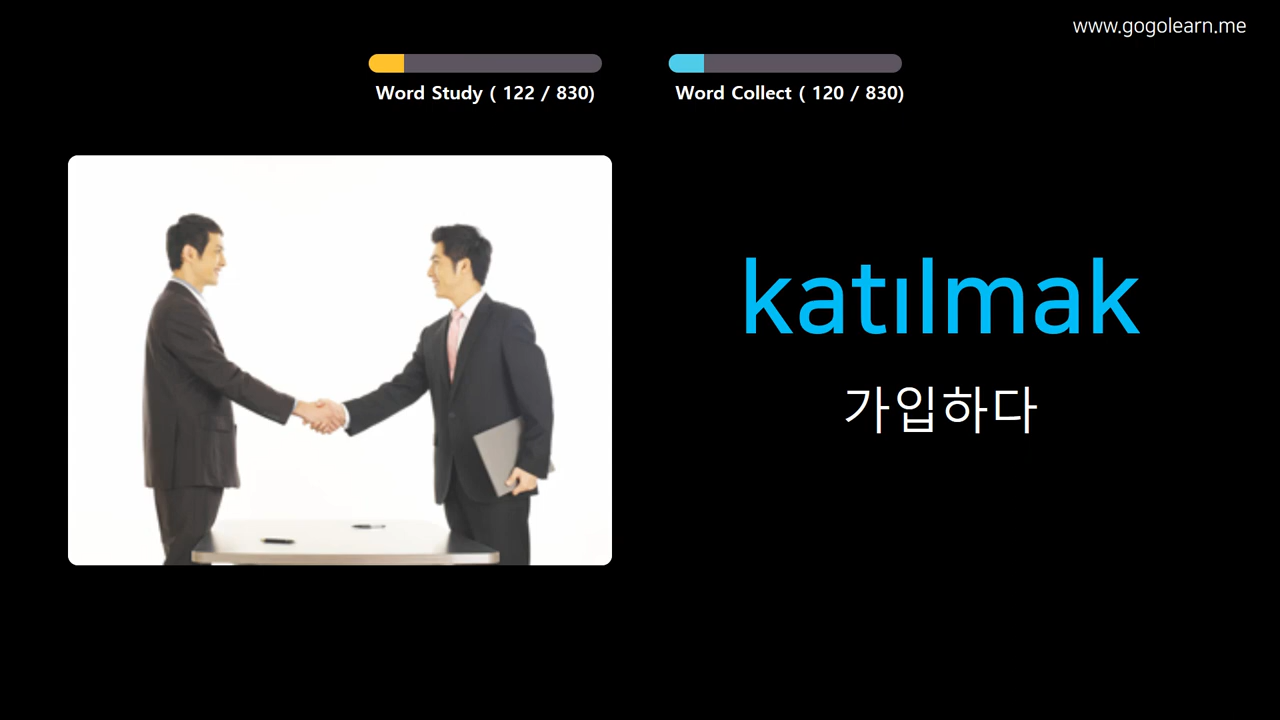 www.gogolearn.me
Word Study ( 122 / 830)
Word Collect ( 120 / 830)
katılmak
가입하다